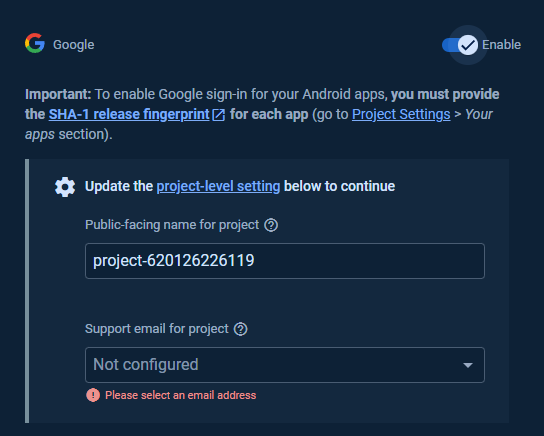 Google
Enable
Important: To enable Google sign-in for your Android apps, you must provide
the SHA-1 release fingerprint for each app (go to Project Settings > Your
apps section).
Update the project-level setting below to continue
Public-facing name for project
project-620126226119
Support email for project
Not configured
Please select an email address